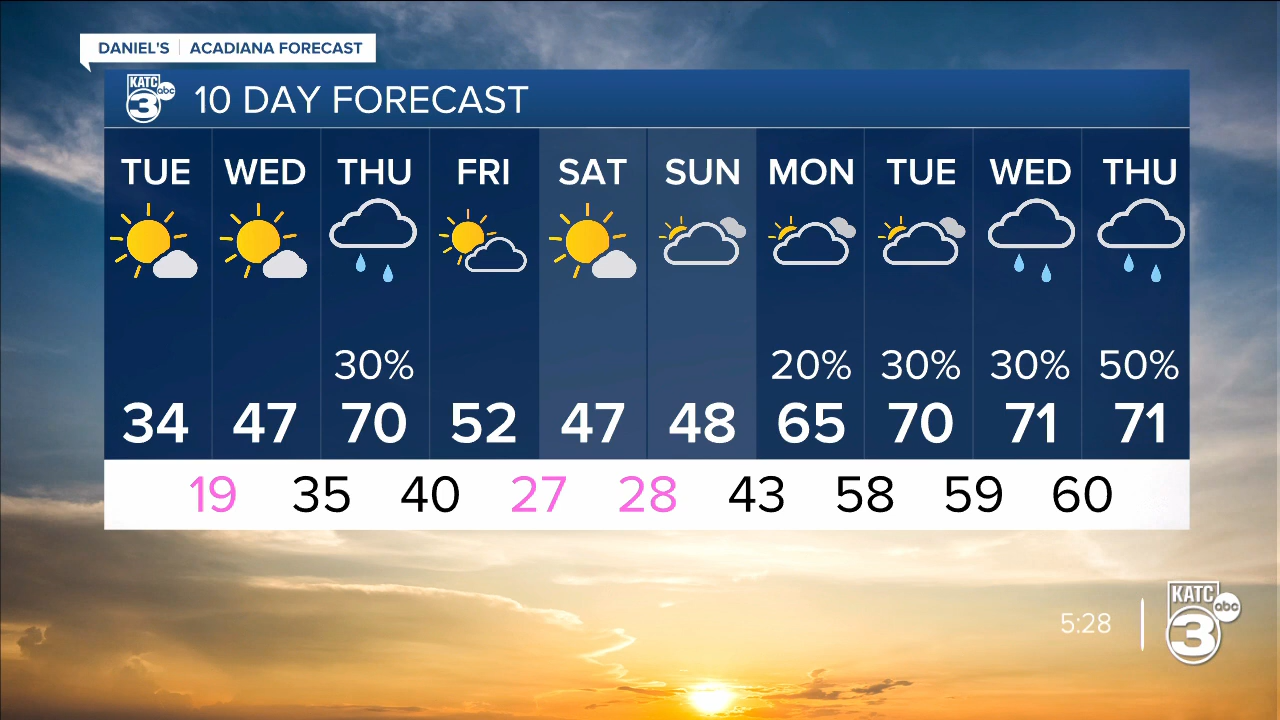 DANIEL'S | ACADIANA FORECAST
KATC 3 abc 10 DAY FORECAST
TUE WED THU FRI SAT SUN MON TUE WED THU
30% 20% 30% 30% 50%
34 47 70 52 47 48 65 70 71 71
19 35 40 27 28 43 58 59 60
5:28
KATC
3 abc